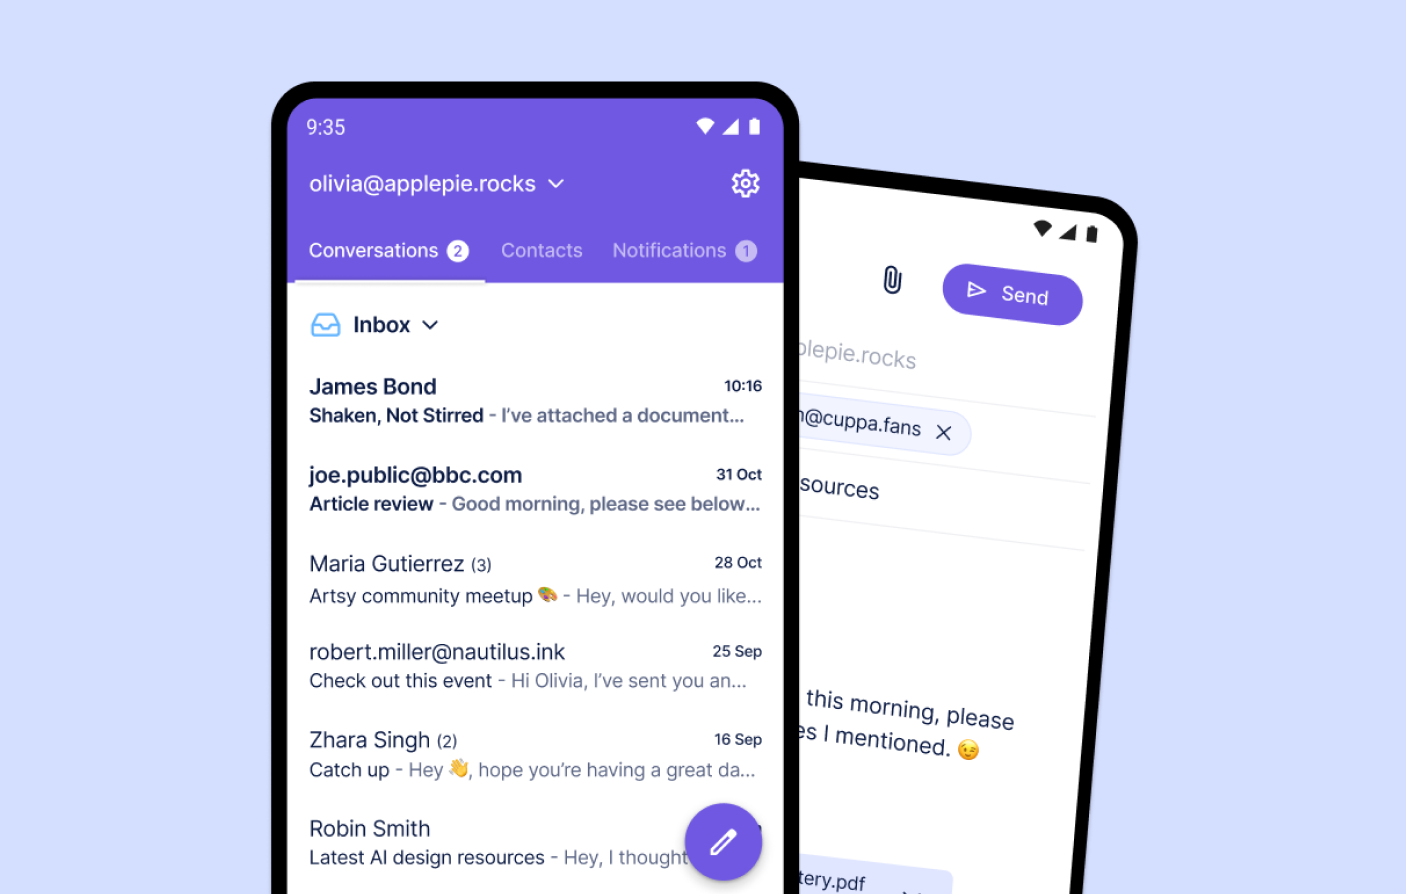 9:35
olivia@applepie.rocks
Conversations 2 Contacts Notifications 1
Inbox
James Bond 10:16
Shaken, Not Stirred - I've attached a document...
joe.public@bbc.com 31 Oct
Article review - Good morning, please see below...
Maria Gutierrez (3) 28 Oct
Artsy community meetup 🎨 - Hey, would you like...
robert.miller@nautilus.ink 25 Sep
Check out this event - Hi Olivia, I've sent you an...
Zhara Singh (2) 16 Sep
Catch up - Hey 👋, hope you're having a great da...
Robin Smith
Latest AI design resources - Hey, I thought
Send
plepie.rocks
@cuppa.fans
sources
this morning, please
es I mentioned. 😉
tery.pdf